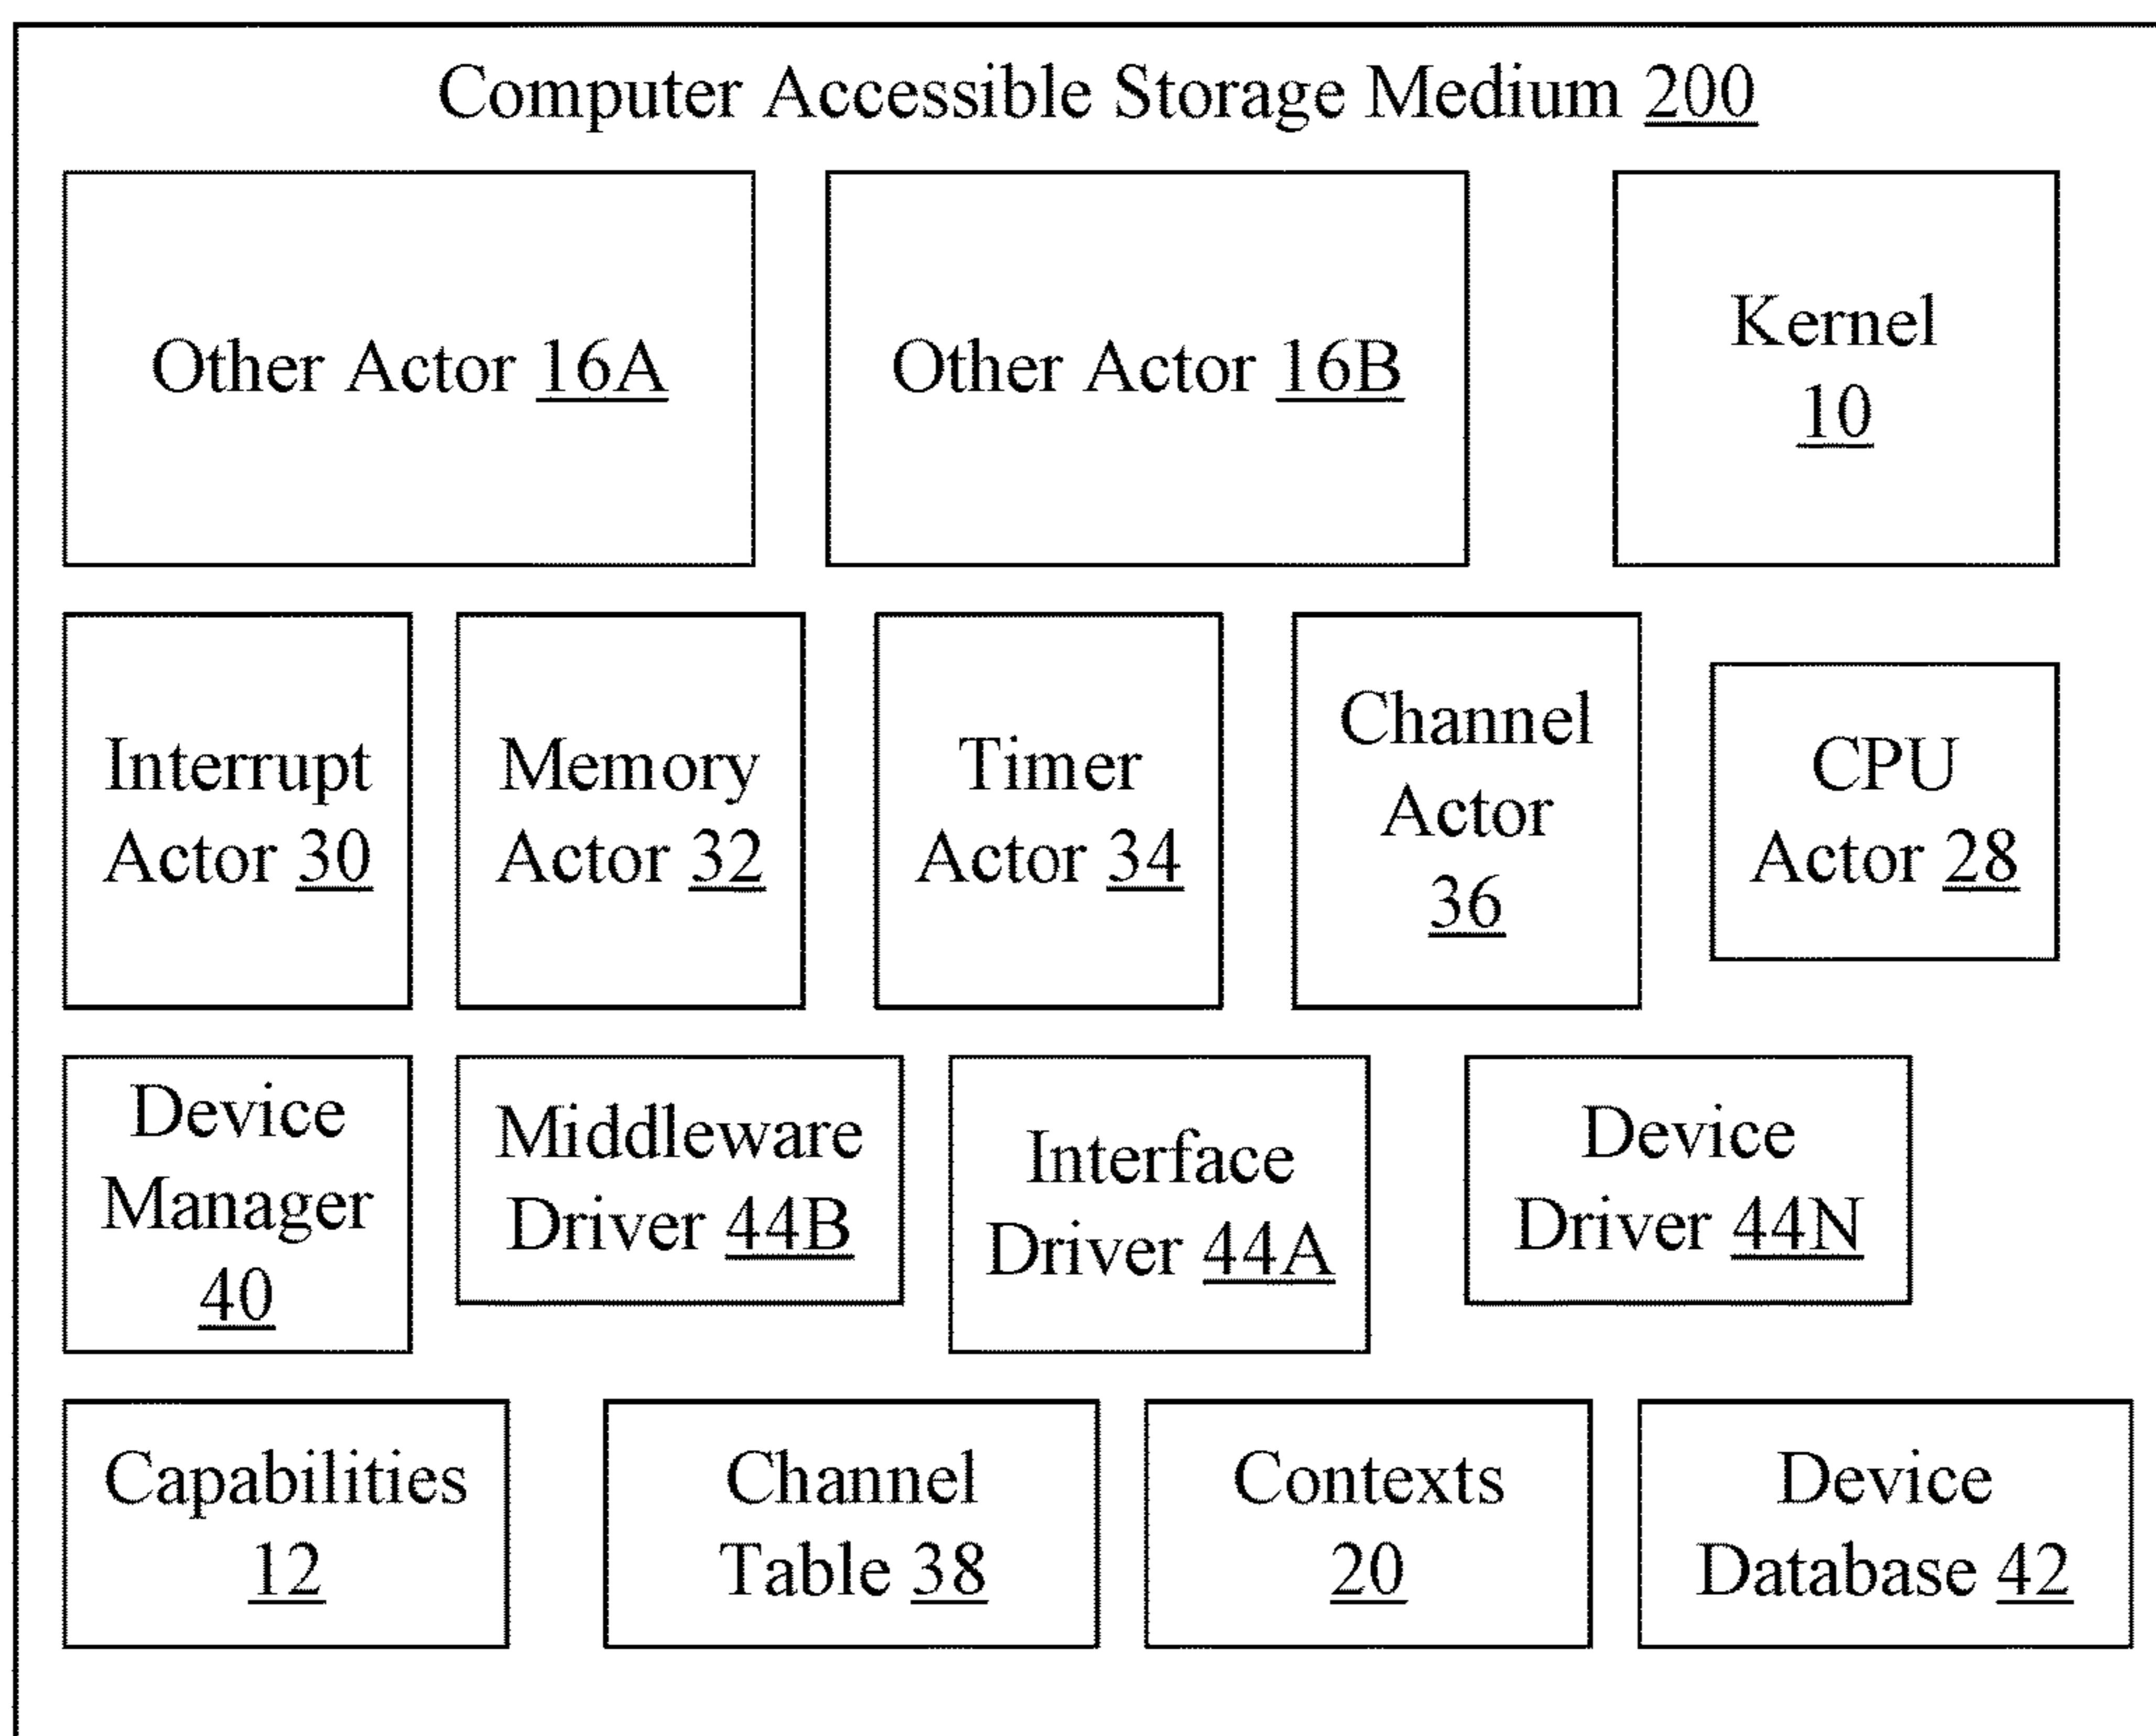 Computer Accessible Storage Medium 200
Other Actor 16A
Other Actor 16B
Kernel
10
Interrupt
Actor 30
Memory
Actor 32
Timer
Actor 34
Channel
Actor
36
CPU
Actor 28
Device
Manager
40
Middleware
Driver 44B
Interface
Driver 44A
Device
Driver 44N
Capabilities
12
Channel
Table 38
Contexts
20
Device
Database 42